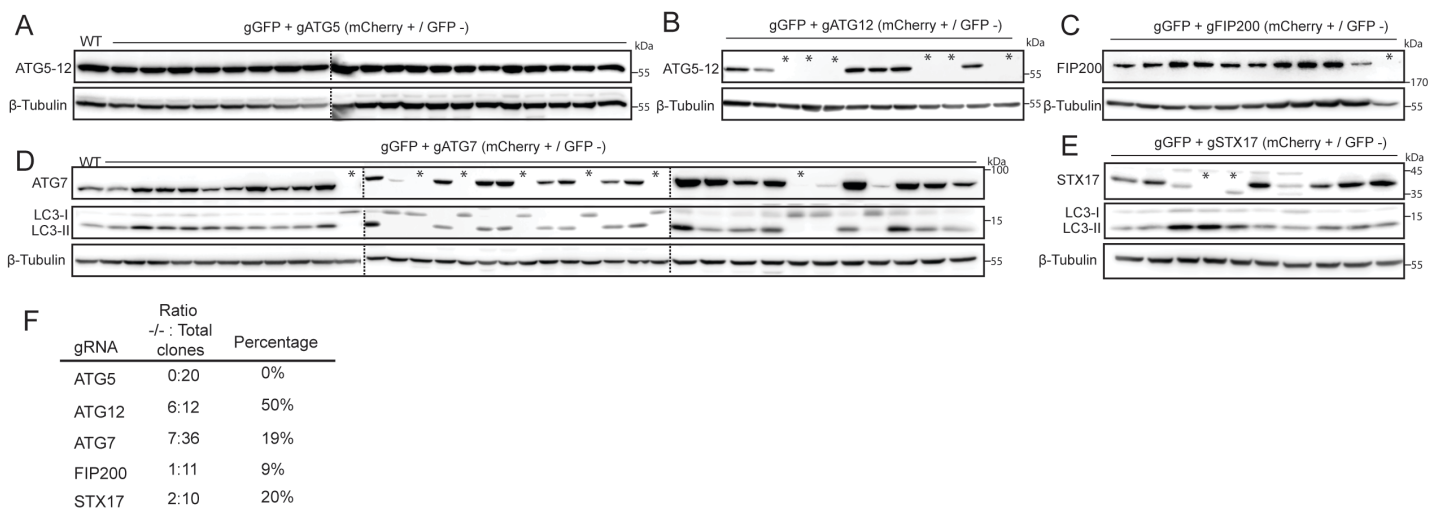 A
gGFP + gATG5 (mCherry + / GFP -)
WT
kDa
ATG5-12
55
β-Tubulin
55
B
gGFP + gATG12 (mCherry + / GFP -)
kDa
ATG5-12
* * * * * *
55
β-Tubulin
55
C
gGFP + gFIP200 (mCherry + / GFP -)
kDa
FIP200
*
170
β-Tubulin
55
D
gGFP + gATG7 (mCherry + / GFP -)
WT
kDa
ATG7
* * * * * * *
100
LC3-I
15
LC3-II
β-Tubulin
55
E
gGFP + gSTX17 (mCherry + / GFP -)
kDa
STX17
* *
45
35
LC3-I
15
LC3-II
β-Tubulin
55
F
Ratio
-/- : Total
gRNA clones Percentage
ATG5 0:20 0%
ATG12 6:12 50%
ATG7 7:36 19%
FIP200 1:11 9%
STX17 2:10 20%